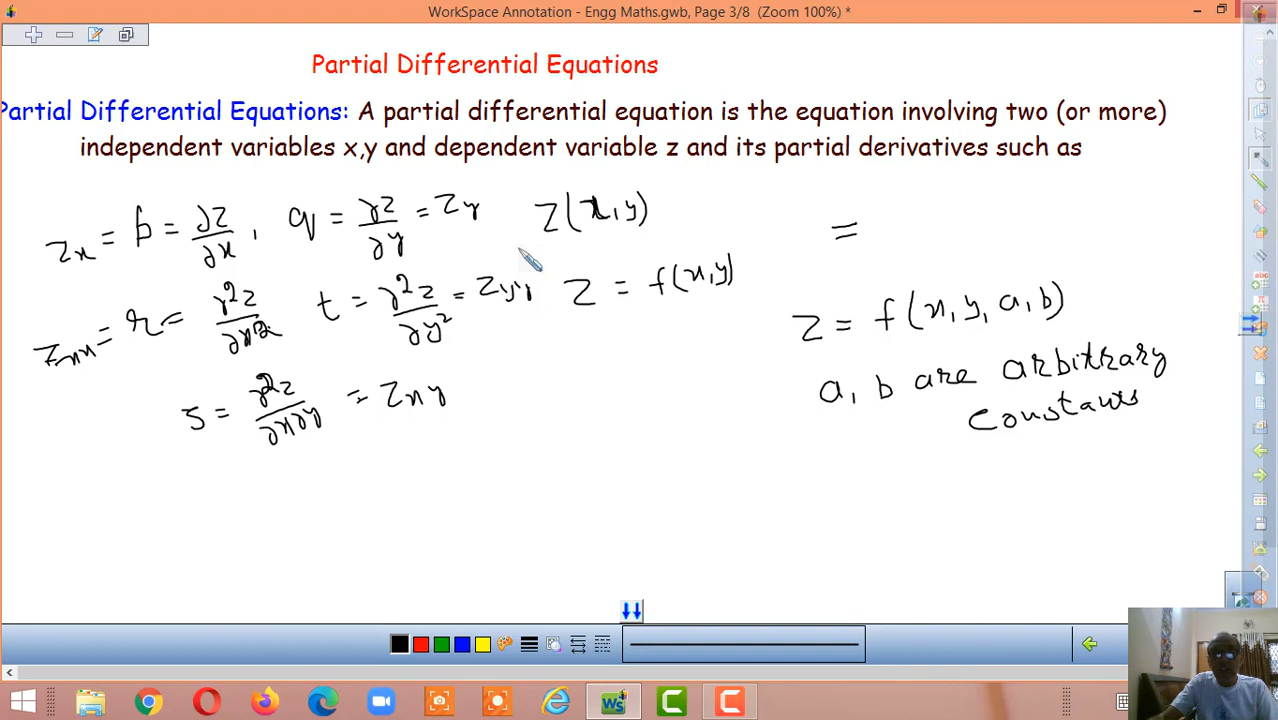 WorkSpace Annotation - Engg Maths.gwb, Page 3/8 (Zoom 100%) *
Partial Differential Equations
Partial Differential Equations: A partial differential equation is the equation involving two (or more)
independent variables x,y and dependent variable z and its partial derivatives such as
Zx = p = ∂z/∂x, q = ∂z/∂y = Zy Z(x,y) =
Zxx = r = ∂²z/∂x² t = ∂²z/∂y² = Zyy Z = f(x,y)
Z = f(x, y, a, b)
S = ∂²z/∂x∂y = Zxy
a, b are arbitrary
constants